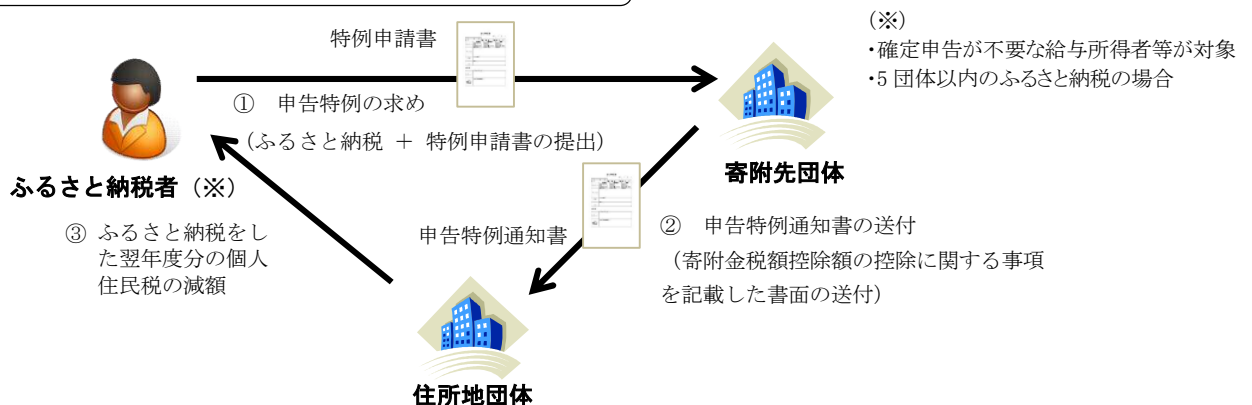 特例申請書
① 申告特例の求め
(ふるさと納税 + 特例申請書の提出)
ふるさと納税者(※)
寄附先団体
(※)
・確定申告が不要な給与所得者等が対象
・5団体以内のふるさと納税の場合
申告特例通知書
② 申告特例通知書の送付
(寄附金税額控除額の控除に関する事項
を記載した書面の送付)
③ ふるさと納税をし
た翌年度分の個人
住民税の減額
住所地団体